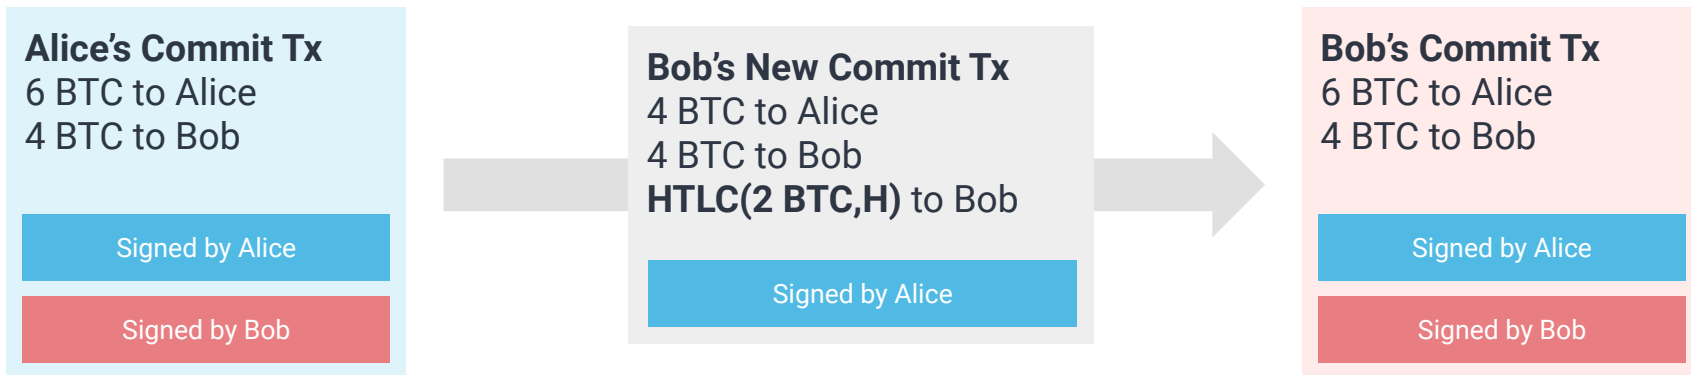 Alice’s Commit Tx
6 BTC to Alice
4 BTC to Bob
Signed by Alice
Signed by Bob
Bob’s New Commit Tx
4 BTC to Alice
4 BTC to Bob
HTLC(2 BTC,H) to Bob
Signed by Alice
Bob’s Commit Tx
6 BTC to Alice
4 BTC to Bob
Signed by Alice
Signed by Bob